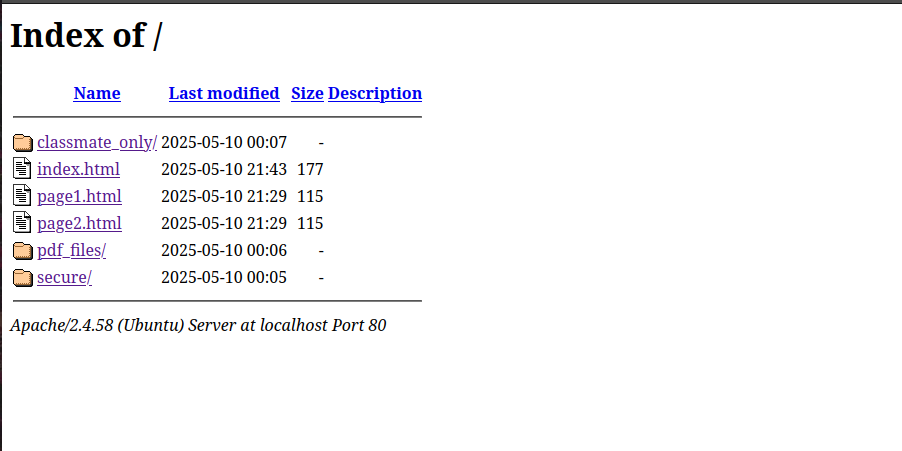 Index of /
Name Last modified Size Description
classmate_only/ 2025-05-10 00:07 -
index.html 2025-05-10 21:43 177
page1.html 2025-05-10 21:29 115
page2.html 2025-05-10 21:29 115
pdf_files/ 2025-05-10 00:06 -
secure/ 2025-05-10 00:05 -
Apache/2.4.58 (Ubuntu) Server at localhost Port 80